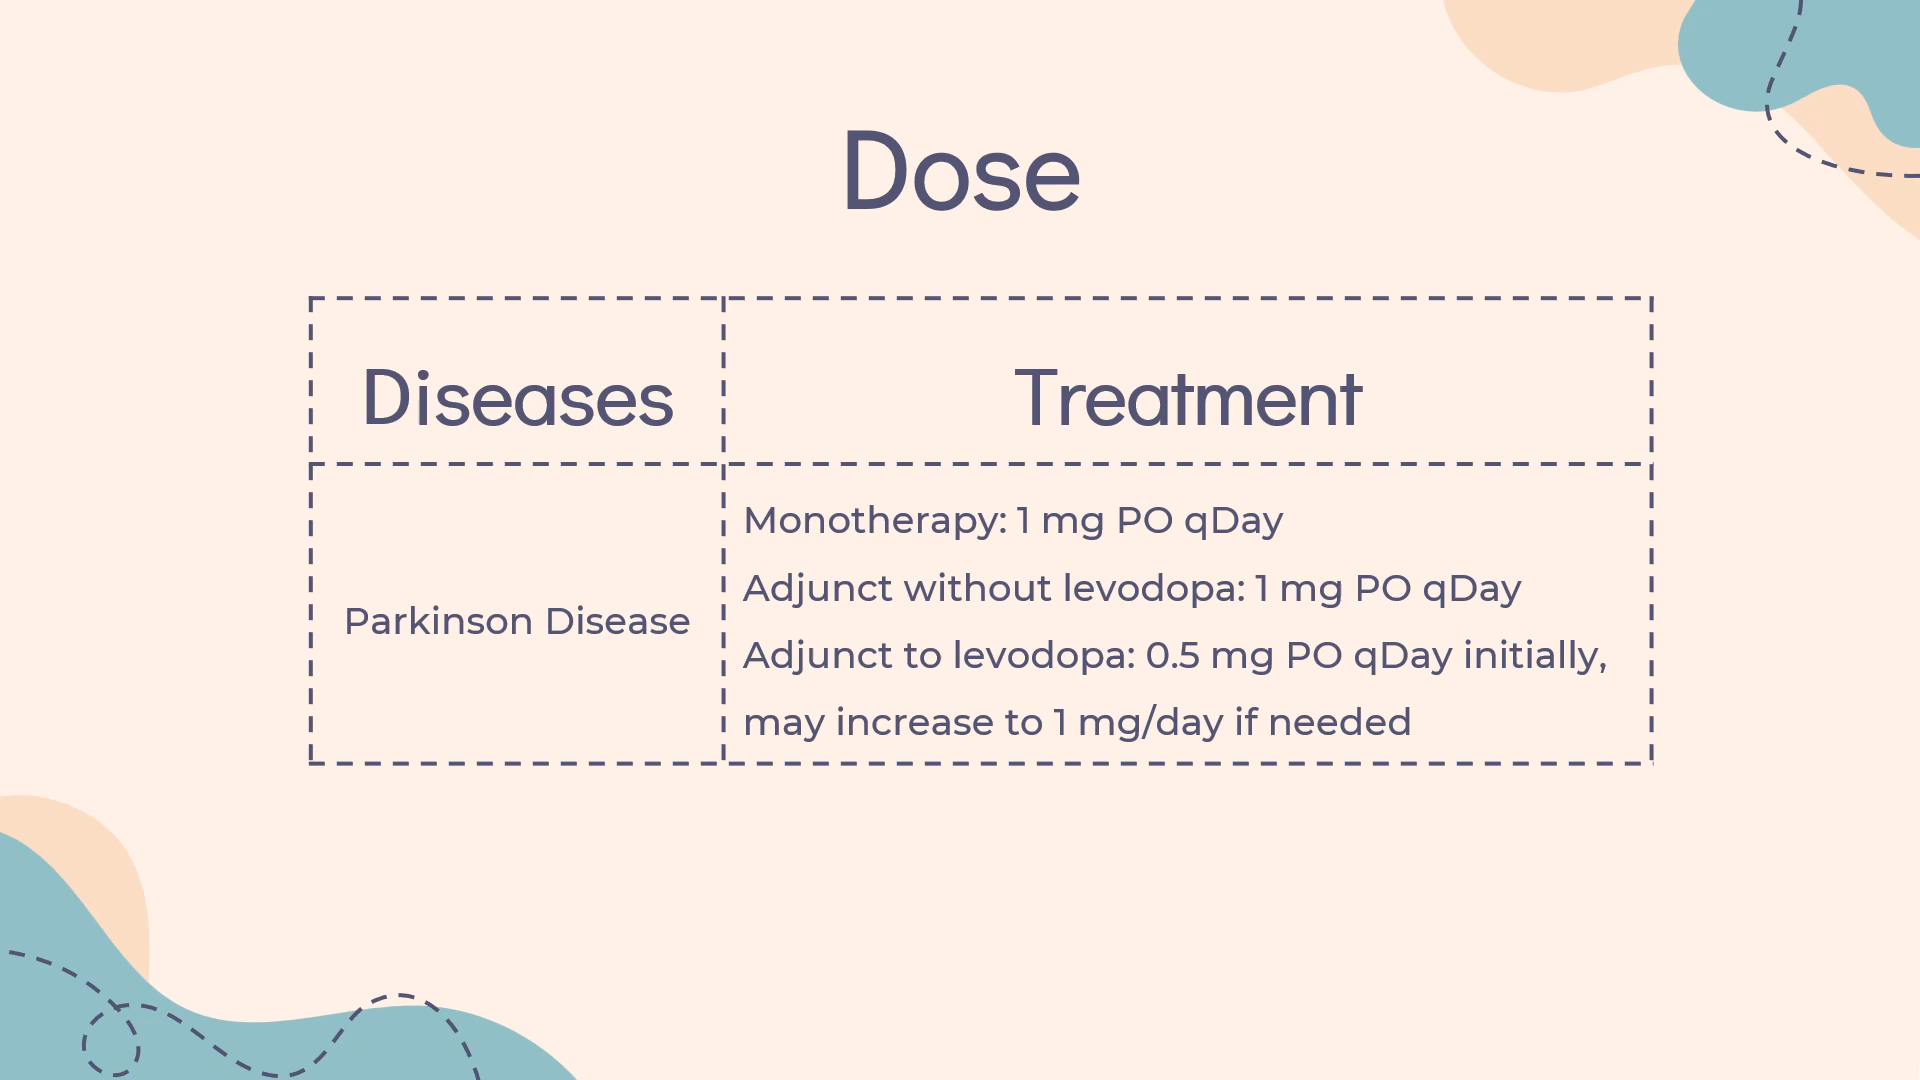 Dose
Diseases
Treatment
Parkinson Disease
Monotherapy: 1 mg PO qDay
Adjunct without levodopa: 1 mg PO qDay
Adjunct to levodopa: 0.5 mg PO qDay initially,
may increase to 1 mg/day if needed